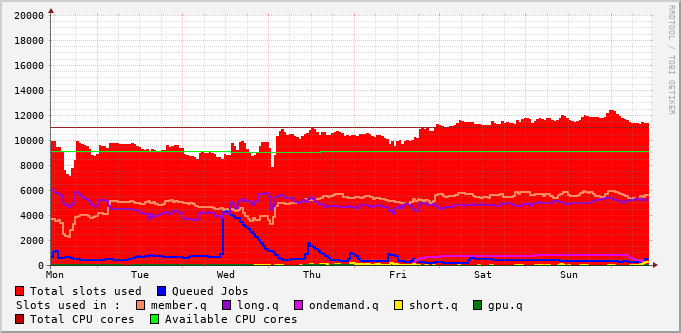 RRDTOOL / TOBI OETIKER
20000
18000
16000
14000
12000
10000
8000
6000
4000
2000
0
Mon Tue Wed Thu Fri Sat Sun
Total slots used Queued Jobs
Slots used in : member.q long.q ondemand.q short.q gpu.q
Total CPU cores Available CPU cores